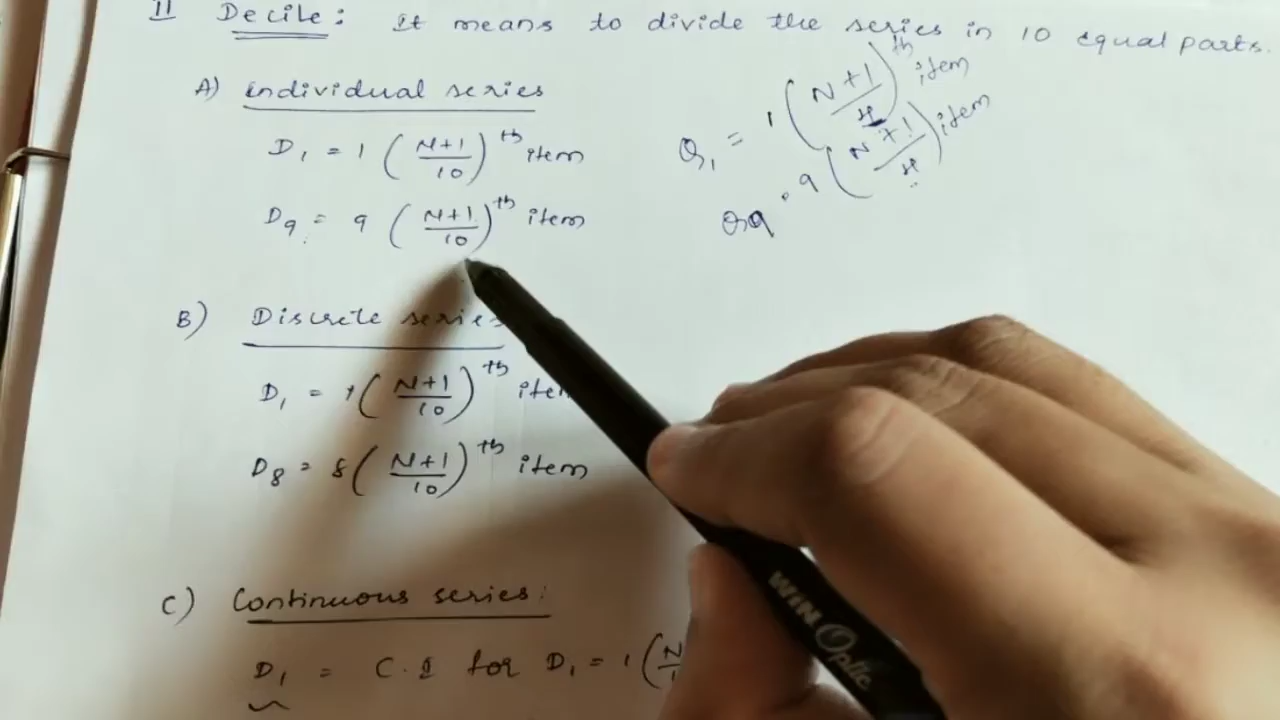 II Decile: It means to divide the series in 10 equal parts.
A) Individual series
D₁ = 1 (N+1/10)th item
D₉ = 9 (N+1/10)th item
Q₁ = 1 (N+1/4)th item
Q9 = 9 (N+1/4) item
B) Discrete series
D₁ = 1 (N+1/10)th item
D₈ = 8 (N+1/10)th item
C) Continuous series:
D₁ = C.I for D₁ = 1 (N
WIN Optic